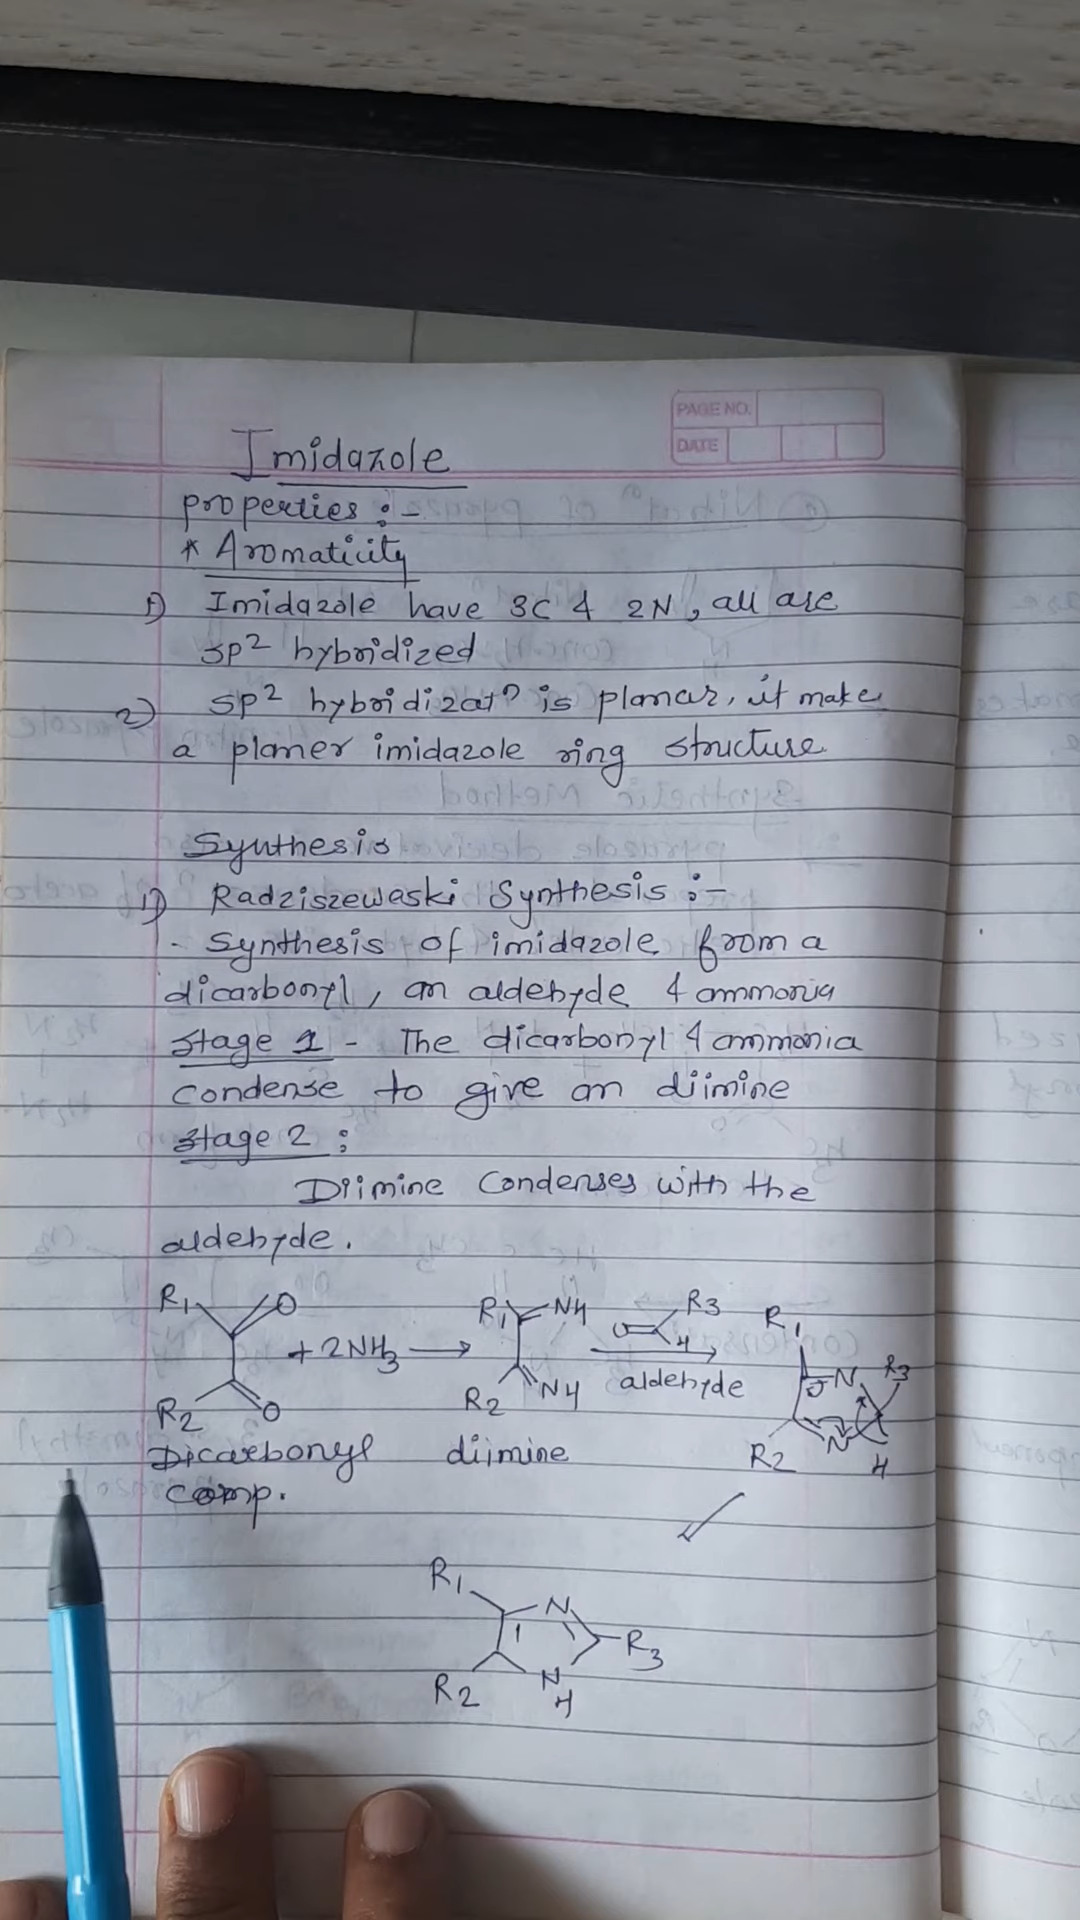 PAGE NO.
DATE
Imidazole
properties :-
* Aromaticity
1) Imidazole have 3C & 2N, all are
sp2 hybridized
2) sp2 hybridizatn is planar, it make
a planer imidazole ring structure
Synthesis
1) Radziszewaski Synthesis :-
- Synthesis of imidazole from a
dicarbonyl, an aldehyde & ammonia
Stage 1 - The dicarbonyl & ammonia
condense to give an diimine
Stage 2 :
Diimine Condenses with the
aldehyde.
R1 O + 2NH3 → R1 NH O R3 H R1 N R3
R2 O R2 NH aldehyde R2 N H
Dicarbonyl diimine
comp.
R1 N
R3
R2 N
H